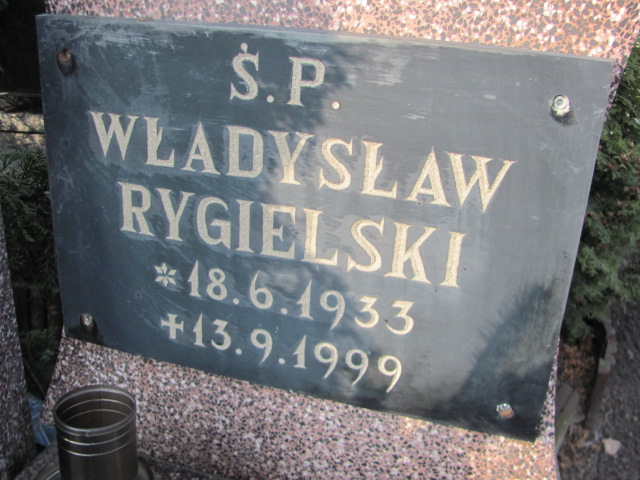 Ś.P.
WŁADYSŁAW
RYGIELSKI
* 18.6.1933
✝ 13.9.1999